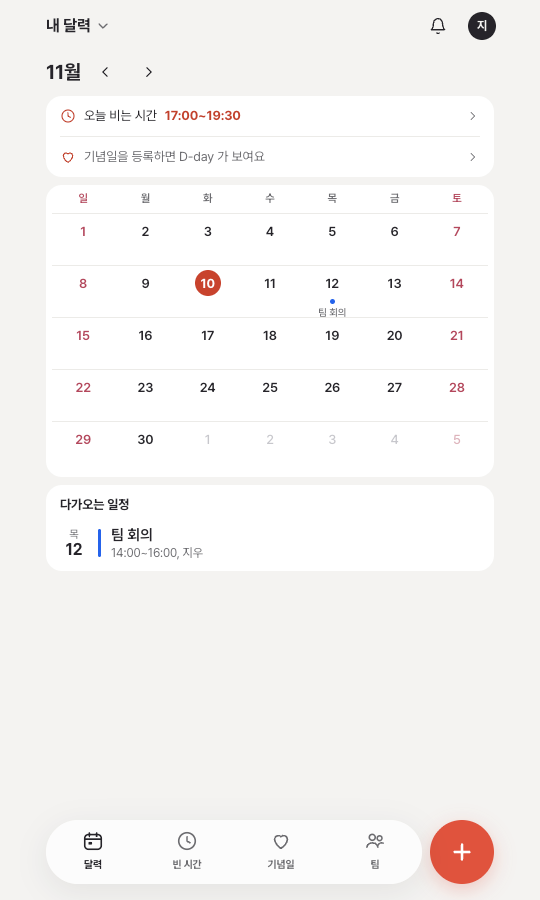 내 달력
지
11월
오늘 비는 시간 17:00~19:30
기념일을 등록하면 D-day 가 보여요
일 월 화 수 목 금 토
1 2 3 4 5 6 7
8 9 10 11 12 13 14
팀 회의
15 16 17 18 19 20 21
22 23 24 25 26 27 28
29 30 1 2 3 4 5
다가오는 일정
목
12
팀 회의
14:00~16:00, 지우
달력 빈 시간 기념일 팀